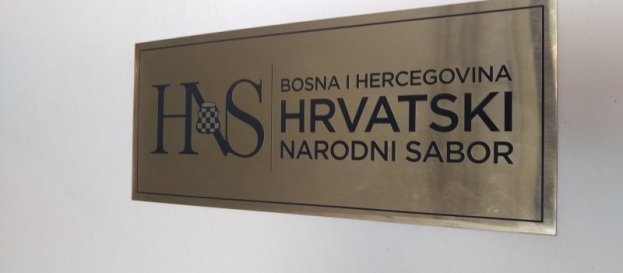 HNS
BOSNA I HERCEGOVINA
HRVATSKI
NARODNI SABOR